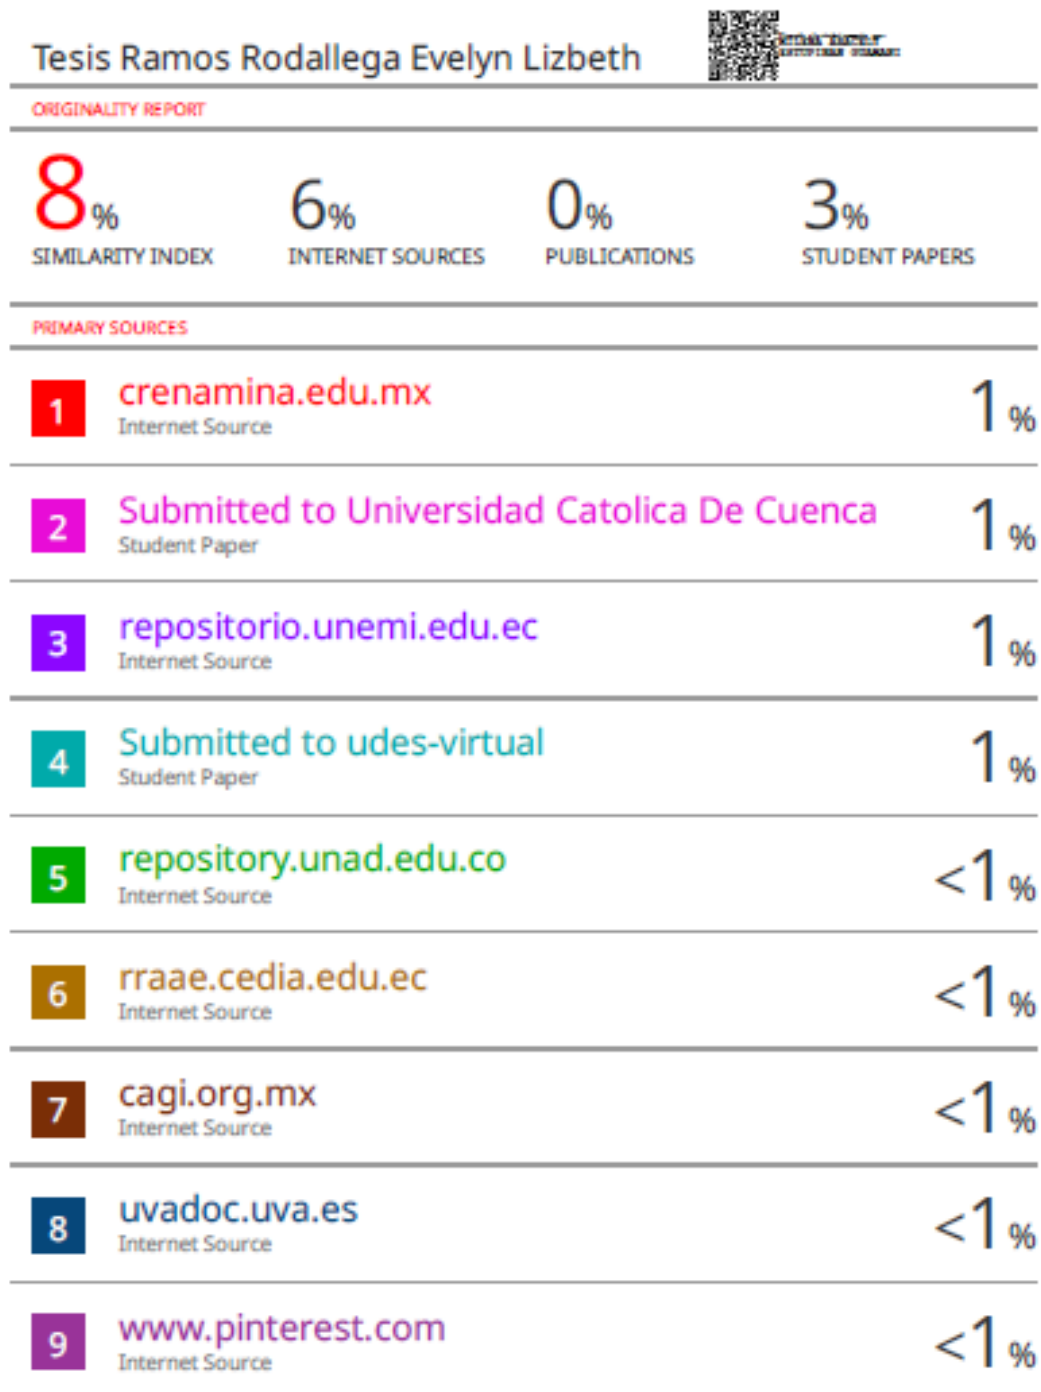 Tesis Ramos Rodallega Evelyn Lizbeth
ORIGINALITY REPORT
8% 6% 0% 3%
SIMILARITY INDEX INTERNET SOURCES PUBLICATIONS STUDENT PAPERS
PRIMARY SOURCES
1 crenamina.edu.mx 1%
Internet Source
2 Submitted to Universidad Catolica De Cuenca 1%
Student Paper
3 repositorio.unemi.edu.ec 1%
Internet Source
4 Submitted to udes-virtual 1%
Student Paper
5 repository.unad.edu.co <1%
Internet Source
6 rraae.cedia.edu.ec <1%
Internet Source
7 cagi.org.mx <1%
Internet Source
8 uvadoc.uva.es <1%
Internet Source
9 www.pinterest.com <1%
Internet Source